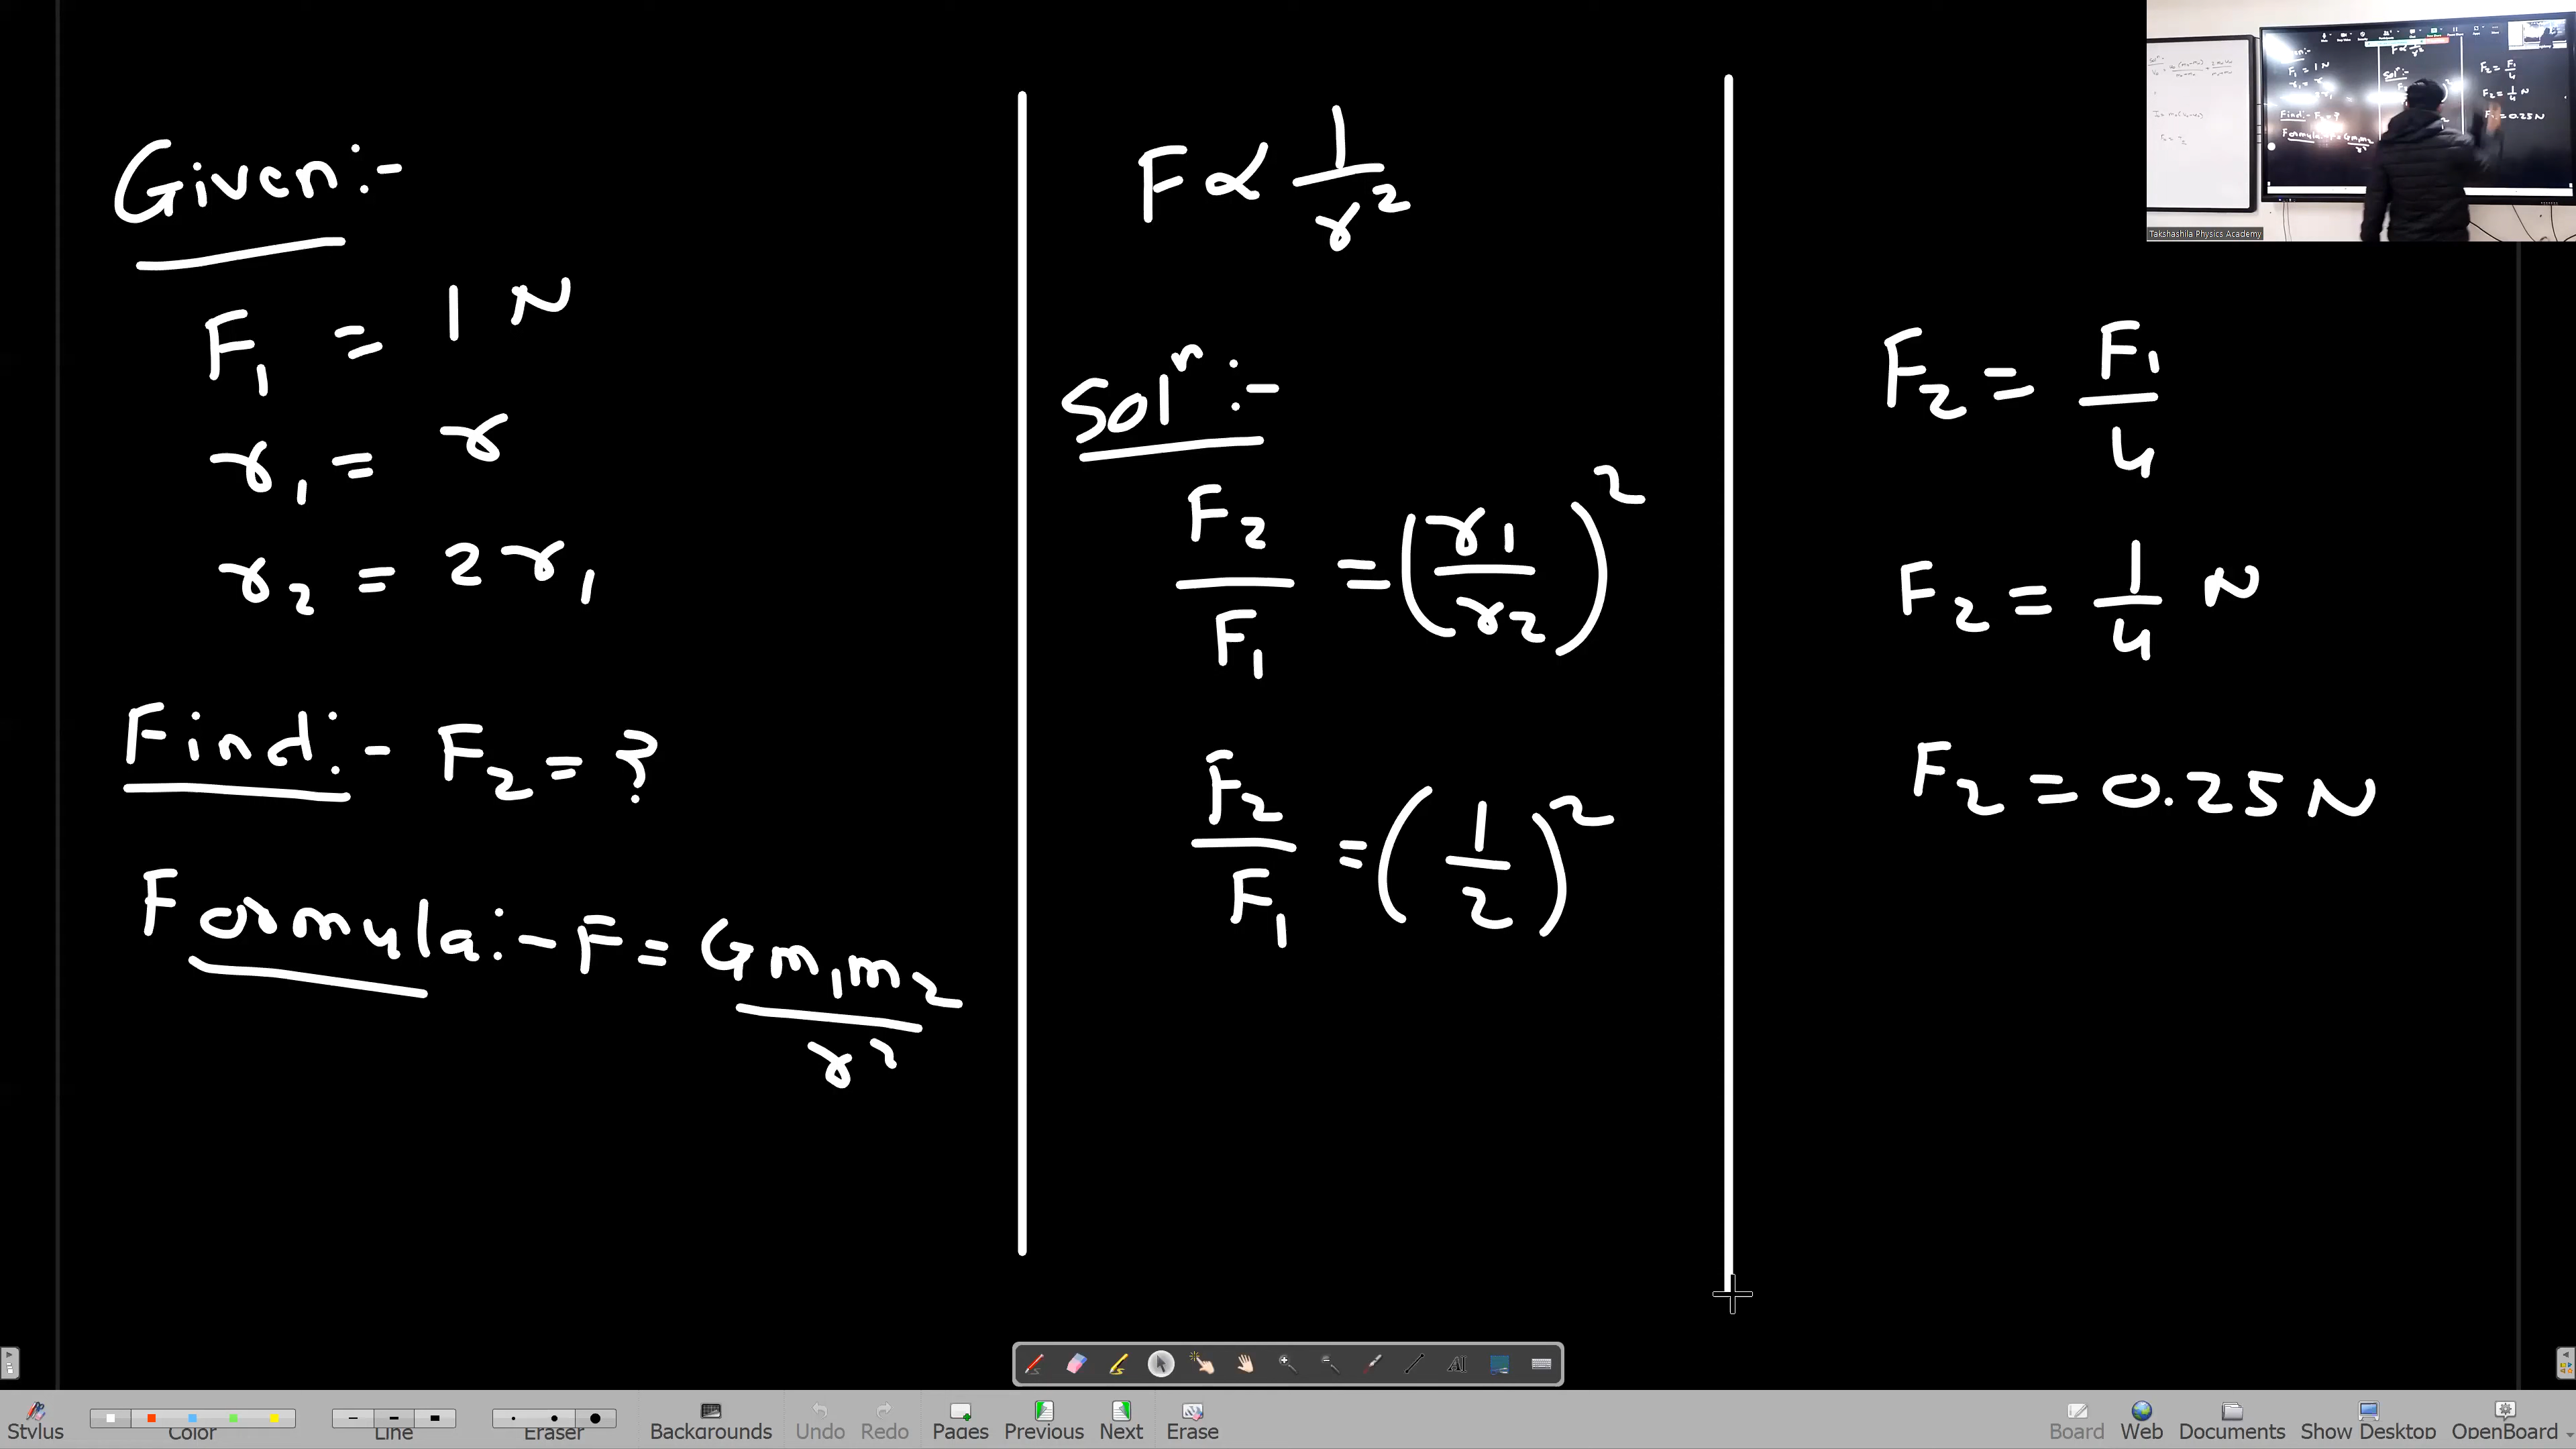 Given:-
F₁ = 1 N
r₁ = r
r₂ = 2r₁
Find:- F₂ = ?
Formula:- F = Gm₁m₂/r²
F ∝ 1/r²
Solⁿ:-
F₂/F₁ = (r₁/r₂)²
F₂/F₁ = (1/2)²
F₂ = F₁/4
F₂ = 1/4 N
F₂ = 0.25 N
Takshashila Physics Academy
Stylus Color Line Eraser Backgrounds Undo Redo Pages Previous Next Erase Board Web Documents Show Desktop OpenBoard